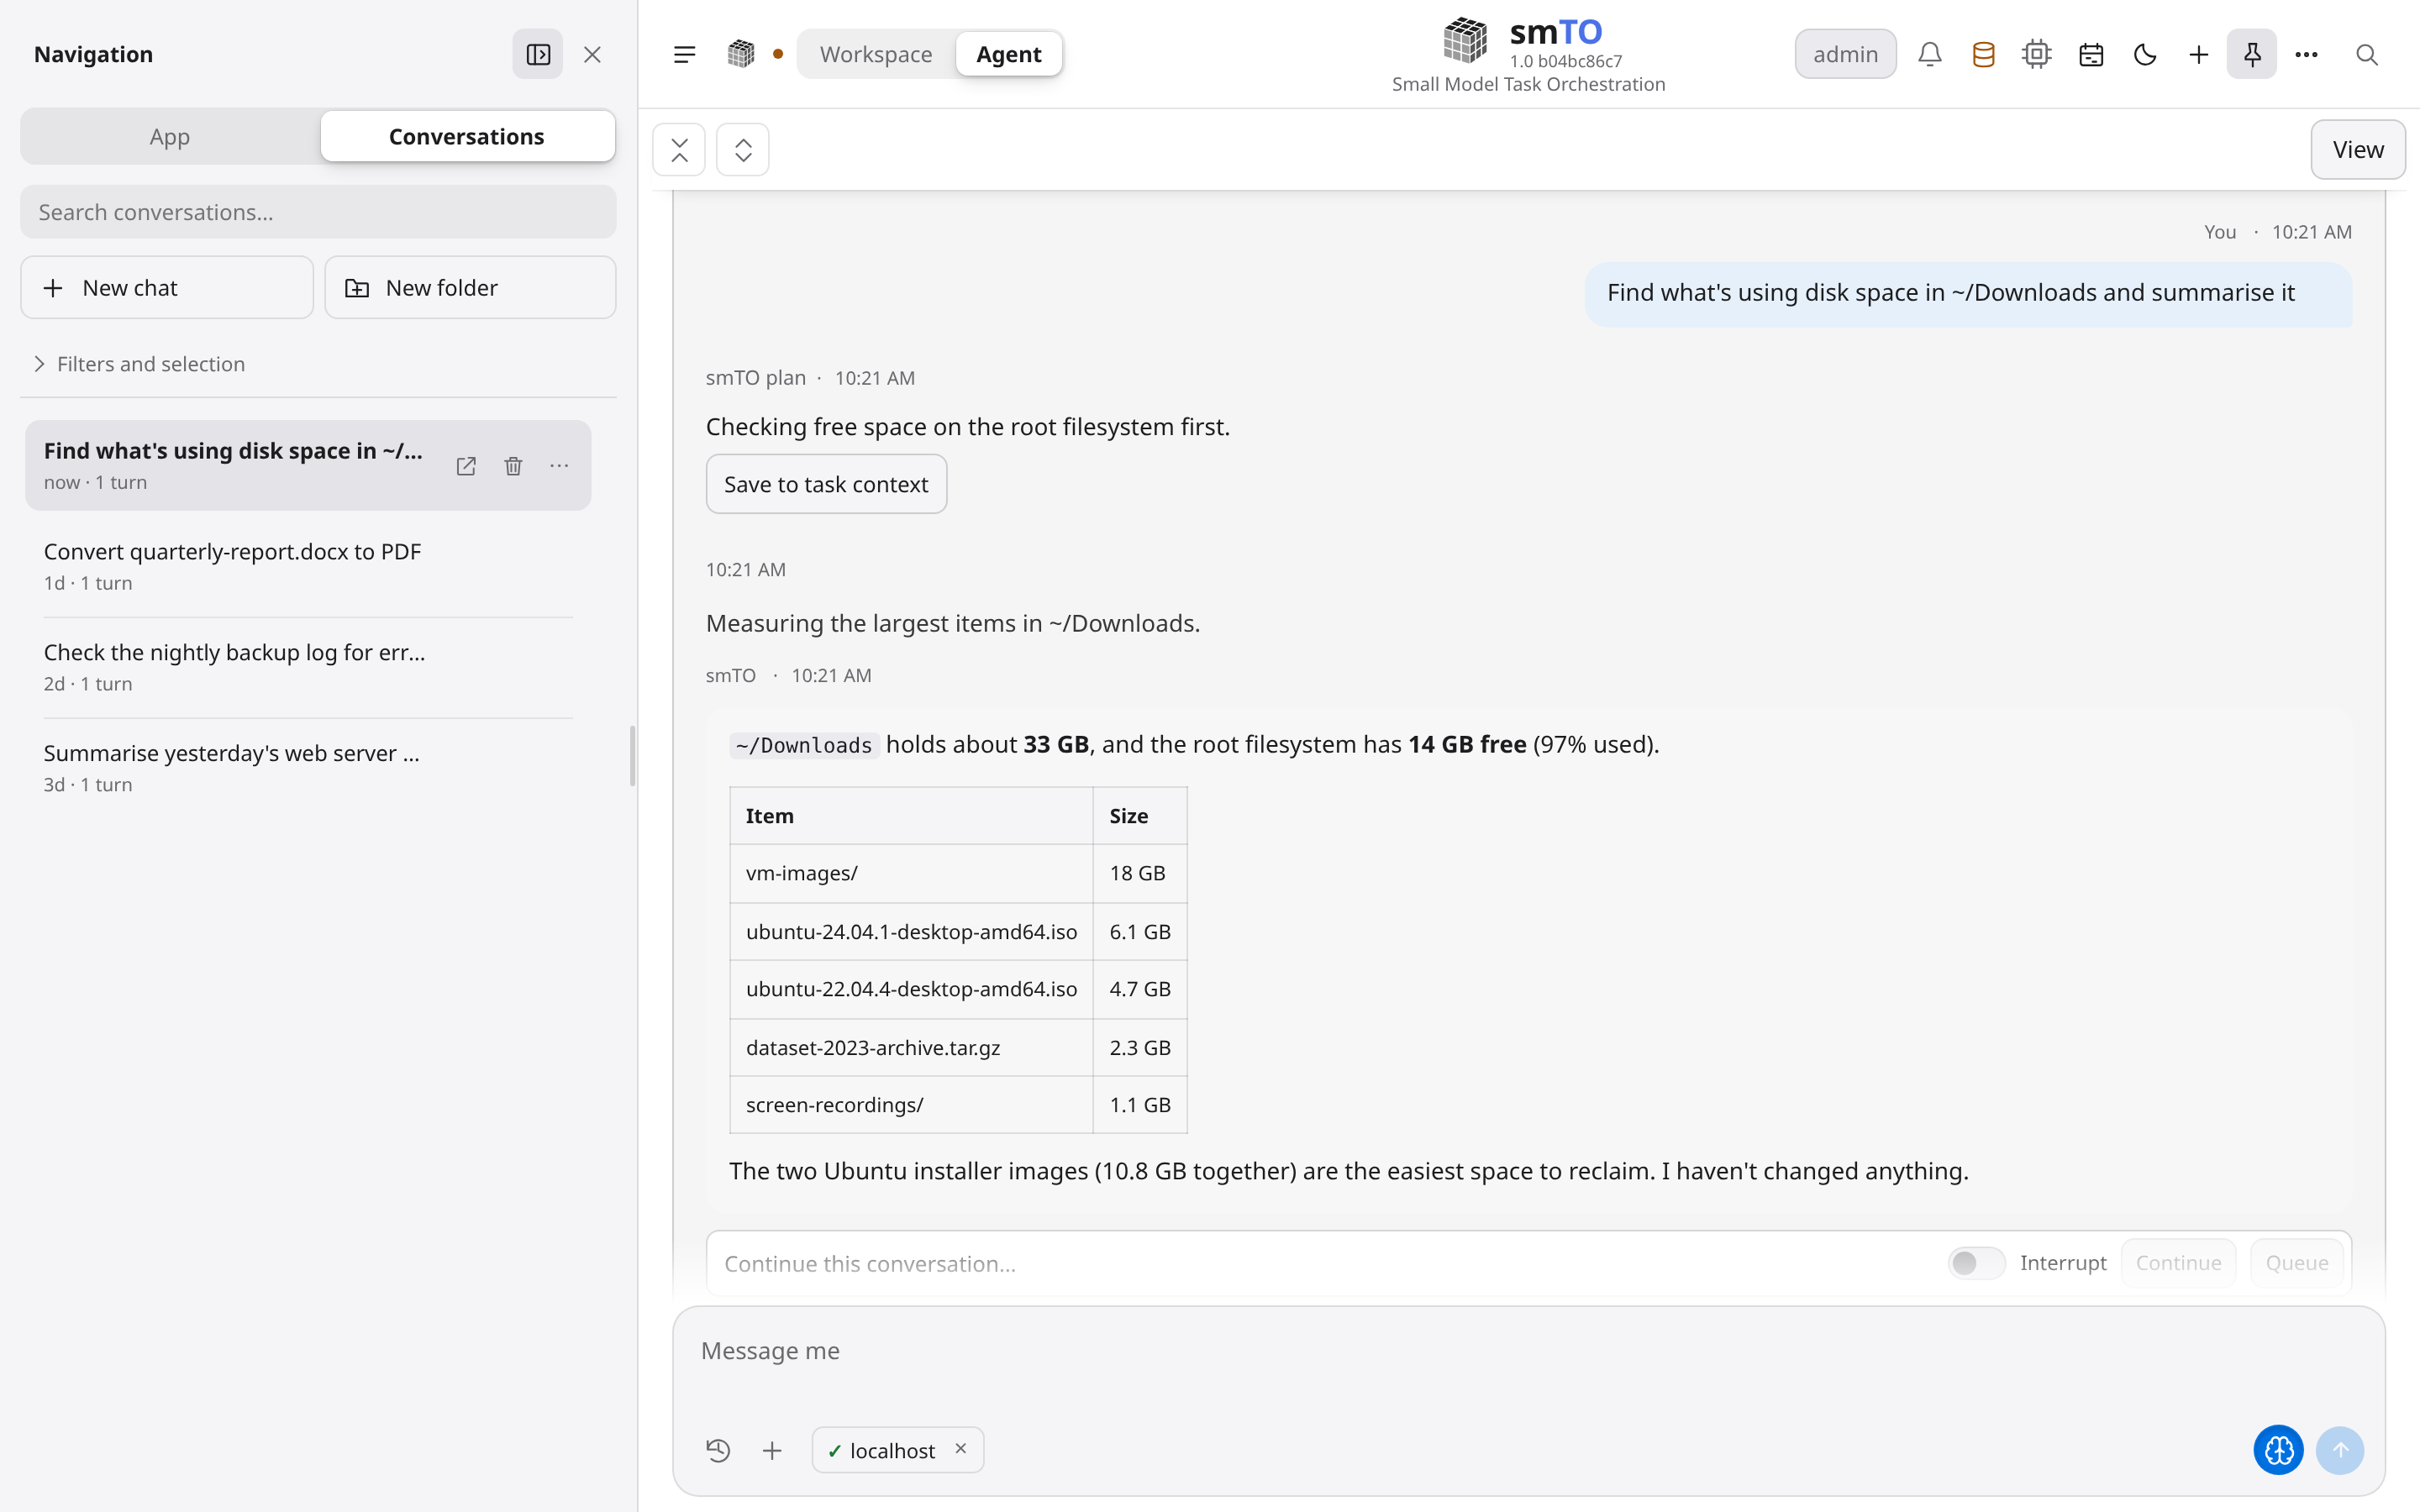 Navigation
App
Conversations
Search conversations...
New chat
New folder
Filters and selection
Find what's using disk space in ~/...
now · 1 turn
Convert quarterly-report.docx to PDF
1d · 1 turn
Check the nightly backup log for err...
2d · 1 turn
Summarise yesterday's web server ...
3d · 1 turn
Workspace
Agent
smTO
1.0 b04bc86c7
Small Model Task Orchestration
admin
View
You · 10:21 AM
Find what's using disk space in ~/Downloads and summarise it
smTO plan · 10:21 AM
Checking free space on the root filesystem first.
Save to task context
10:21 AM
Measuring the largest items in ~/Downloads.
smTO · 10:21 AM
~/Downloads holds about 33 GB, and the root filesystem has 14 GB free (97% used).
Item Size
vm-images/ 18 GB
ubuntu-24.04.1-desktop-amd64.iso 6.1 GB
ubuntu-22.04.4-desktop-amd64.iso 4.7 GB
dataset-2023-archive.tar.gz 2.3 GB
screen-recordings/ 1.1 GB
The two Ubuntu installer images (10.8 GB together) are the easiest space to reclaim. I haven't changed anything.
Continue this conversation...
Interrupt
Continue
Queue
Message me
✓ localhost ×